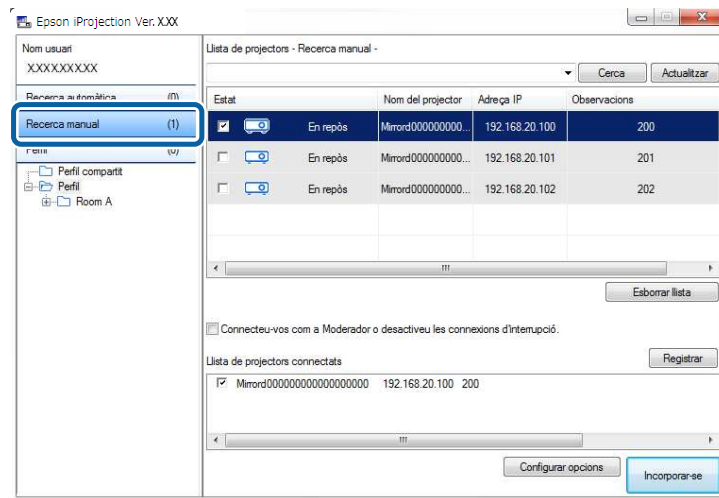 Epson iProjection Ver. X.XX
Nom usuari
XXXXXXXXX
Recerca automàtica (0)
Recerca manual (1)
Perfil (0)
Perfil compartit
Perfil
Room A
Llista de projectors - Recerca manual -
Cerca Actualitzar
Estat Nom del projector Adreça IP Observacions
En repòs Mirrord000000000... 192.168.20.100 200
En repòs Mirrord000000000... 192.168.20.101 201
En repòs Mirrord000000000... 192.168.20.102 202
Esborrar llista
Connecteu-vos com a Moderador o desactiveu les connexions d'interrupció.
Llista de projectors connectats
Registrar
Mirrord000000000000000000 192.168.20.100 200
Configurar opcions
Incorporar-se